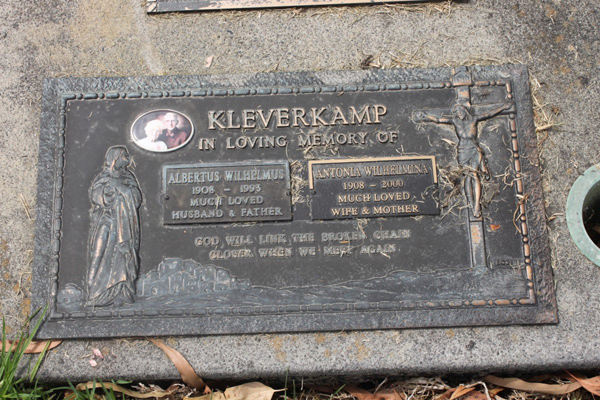 KLEVERKAMP
IN LOVING MEMORY OF
ALBERTUS WILHELMUS
1908 - 1993
MUCH LOVED
HUSBAND & FATHER
ANTONIA WILHELMINA
1908 - 2000
MUCH LOVED
WIFE & MOTHER
GOD WILL LINK THE BROKEN CHAIN
CLOSER WHEN WE MEET AGAIN